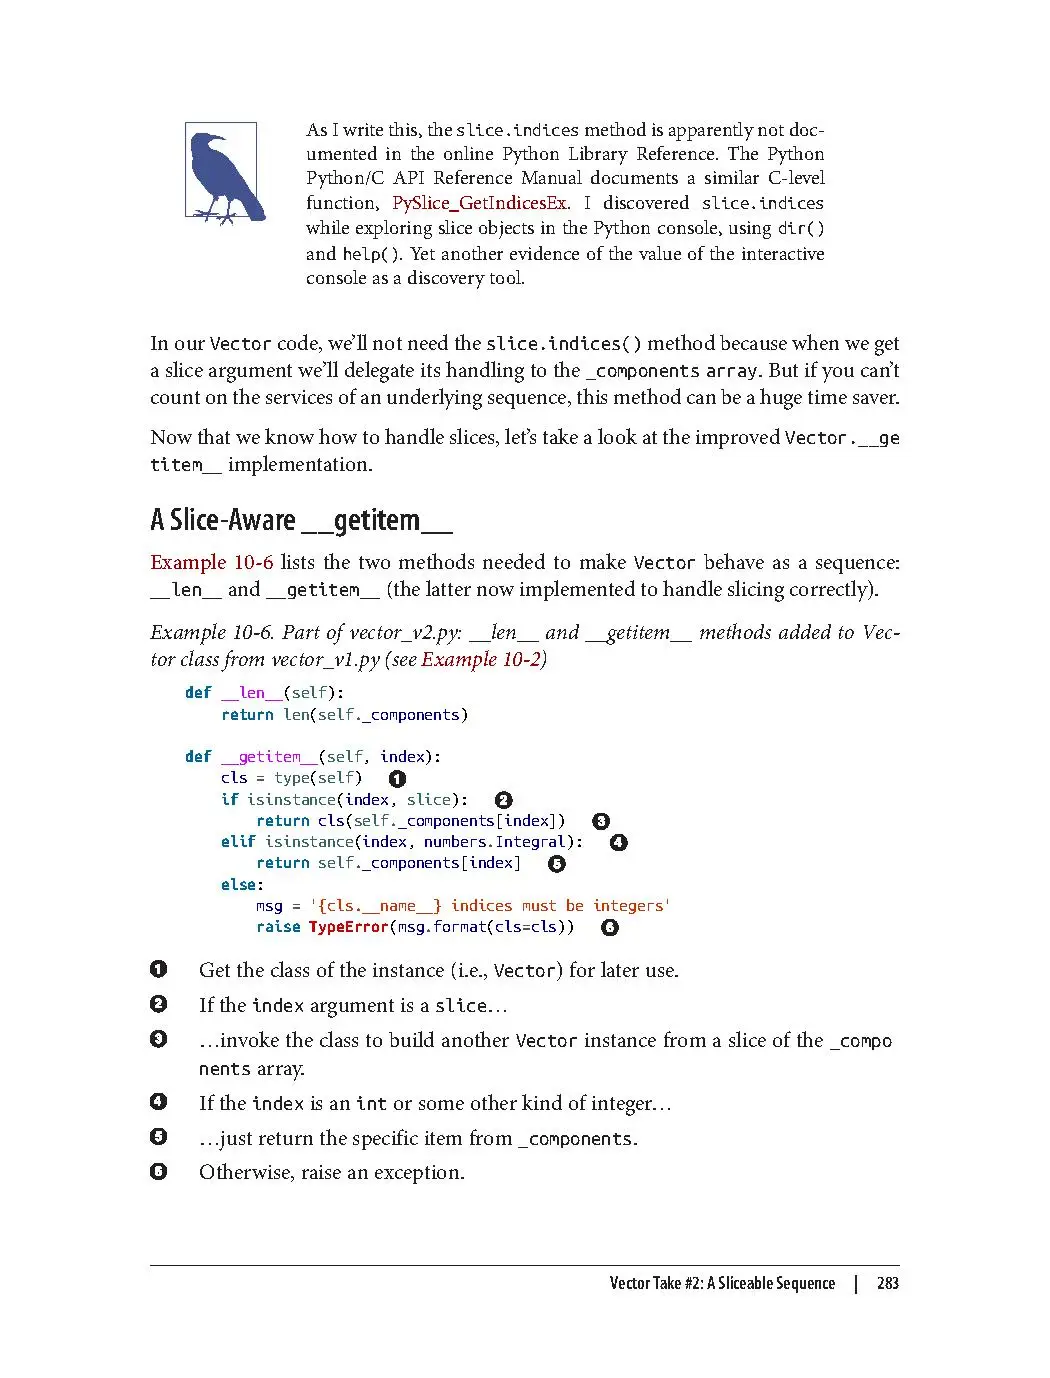 As I write this, the slice.indices method is apparently not doc-
umented in the online Python Library Reference. The Python
Python/C API Reference Manual documents a similar C-level
function, PySlice_GetIndicesEx. I discovered slice.indices
while exploring slice objects in the Python console, using dir()
and help(). Yet another evidence of the value of the interactive
console as a discovery tool.
In our Vector code, we’ll not need the slice.indices() method because when we get
a slice argument we’ll delegate its handling to the _components array. But if you can’t
count on the services of an underlying sequence, this method can be a huge time saver.
Now that we know how to handle slices, let’s take a look at the improved Vector.__ge
titem__ implementation.
A Slice-Aware __getitem__
Example 10-6 lists the two methods needed to make Vector behave as a sequence:
__len__ and __getitem__ (the latter now implemented to handle slicing correctly).
Example 10-6. Part of vector_v2.py: __len__ and __getitem__ methods added to Vec-
tor class from vector_v1.py (see Example 10-2)
def __len__(self):
    return len(self._components)
def __getitem__(self, index):
    cls = type(self) ❶
    if isinstance(index, slice): ❷
        return cls(self._components[index]) ❸
    elif isinstance(index, numbers.Integral): ❹
        return self._components[index] ❺
    else:
        msg = '{cls.__name__} indices must be integers'
        raise TypeError(msg.format(cls=cls)) ❻
❶ Get the class of the instance (i.e., Vector) for later use.
❷ If the index argument is a slice…
❸ …invoke the class to build another Vector instance from a slice of the _compo
nents array.
❹ If the index is an int or some other kind of integer…
❺ …just return the specific item from _components.
❻ Otherwise, raise an exception.
Vector Take #2: A Sliceable Sequence | 283